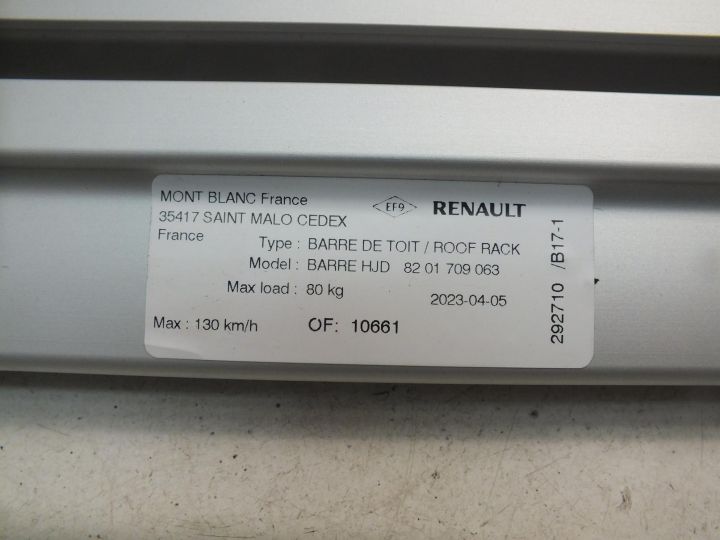 MONT BLANC France
35417 SAINT MALO CEDEX
France
EF9 RENAULT
Type : BARRE DE TOIT / ROOF RACK
Model : BARRE HJD 82 01 709 063
Max load : 80 kg 2023-04-05
Max : 130 km/h OF: 10661
292710 /B17-1